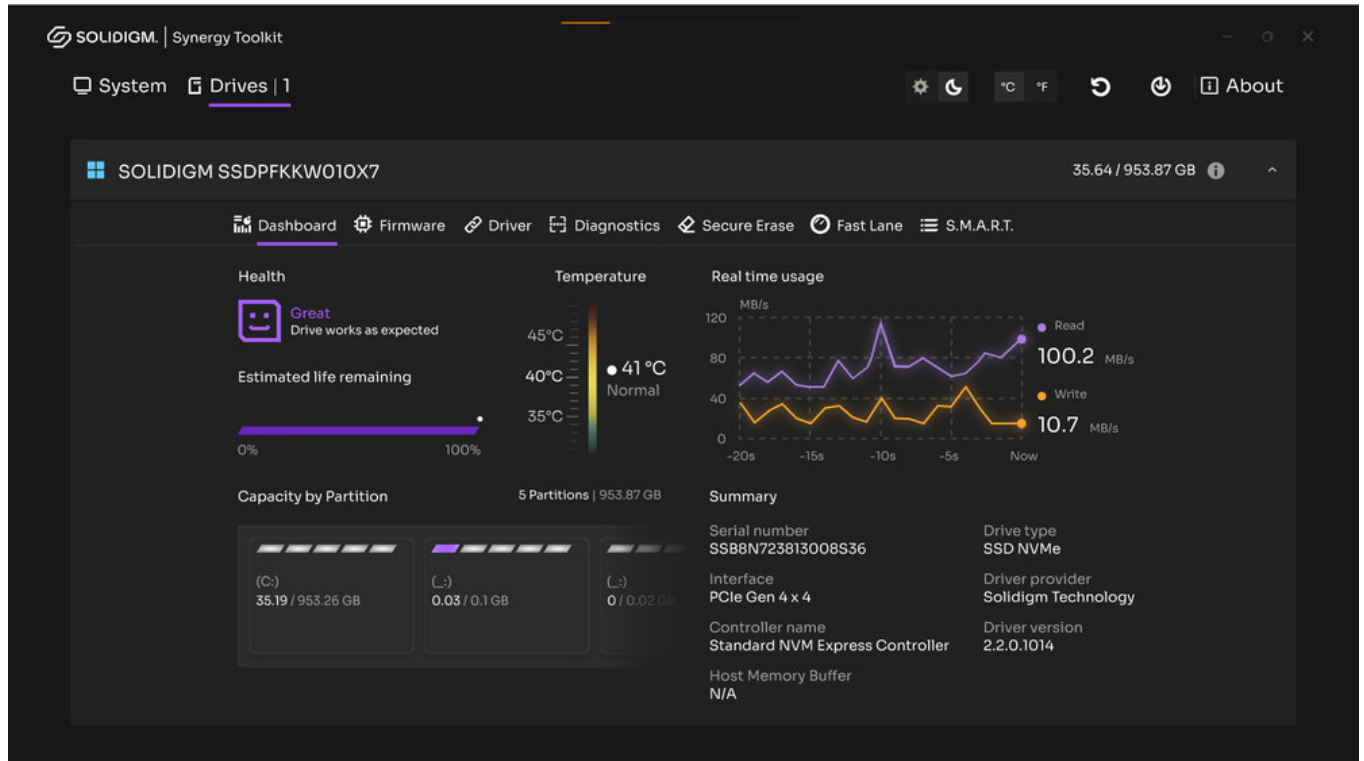 SOLIDIGM. | Synergy Toolkit
System Drives | 1 °C °F About
SOLIDIGM SSDPFKKW010X7 35.64 / 953.87 GB
Dashboard Firmware Driver Diagnostics Secure Erase Fast Lane S.M.A.R.T.
Health
Great
Drive works as expected
Estimated life remaining
0% 100%
Temperature
45°C
40°C
35°C
41 °C
Normal
Real time usage
MB/s
120
80
40
0
-20s -15s -10s -5s Now
Read
100.2 MB/s
Write
10.7 MB/s
Capacity by Partition 5 Partitions | 953.87 GB
(C:)
35.19 / 953.26 GB
(_:)
0.03 / 0.1 GB
(_:)
0 / 0.02 GB
Summary
Serial number
SSB8N723813008S36
Drive type
SSD NVMe
Interface
PCIe Gen 4 x 4
Driver provider
Solidigm Technology
Controller name
Standard NVM Express Controller
Driver version
2.2.0.1014
Host Memory Buffer
N/A